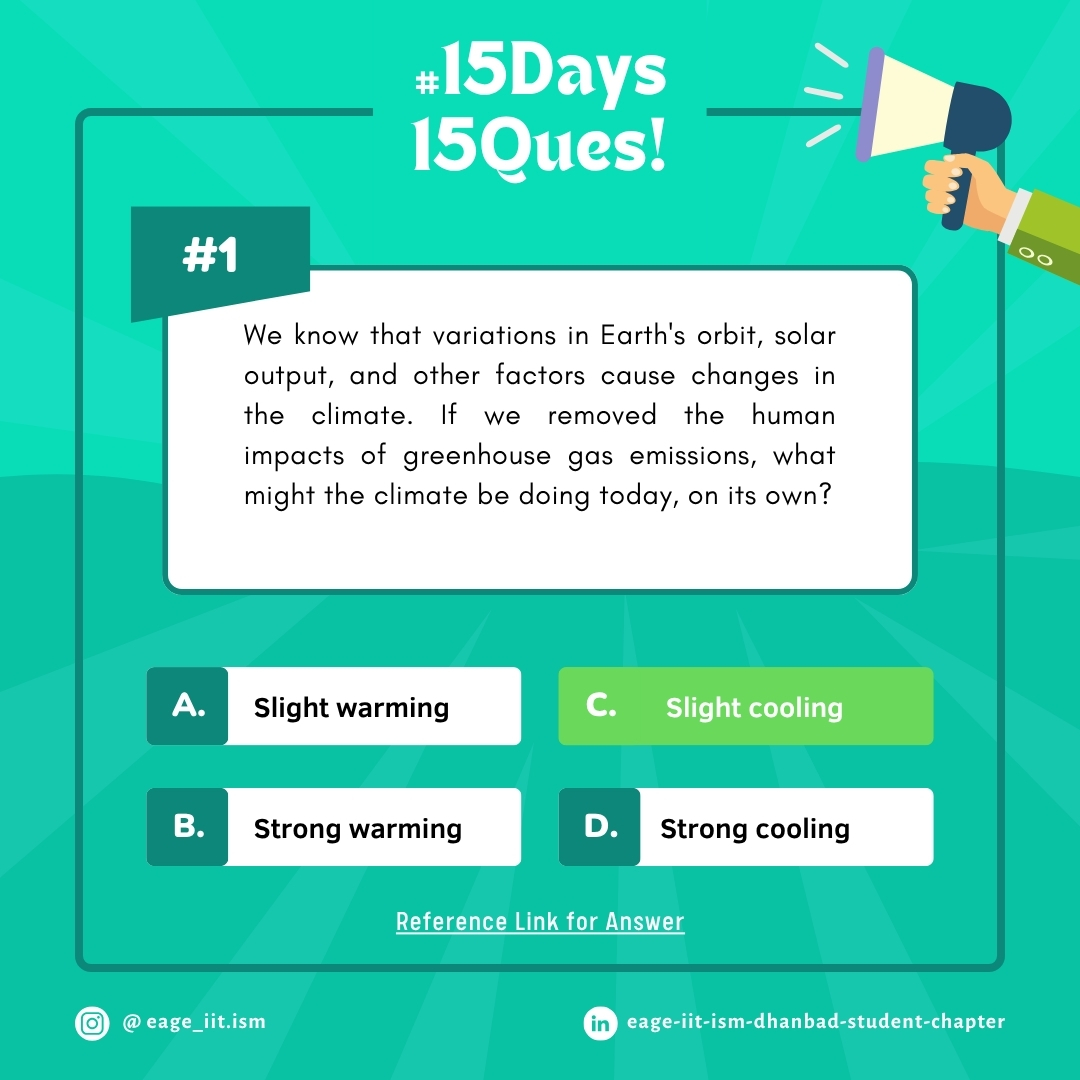 #15Days
15Ques!
#1
We know that variations in Earth's orbit, solar
output, and other factors cause changes in
the climate. If we removed the human
impacts of greenhouse gas emissions, what
might the climate be doing today, on its own?
A. Slight warming
C. Slight cooling
B. Strong warming
D. Strong cooling
Reference Link for Answer
@ eage_iit.ism
in eage-iit-ism-dhanbad-student-chapter